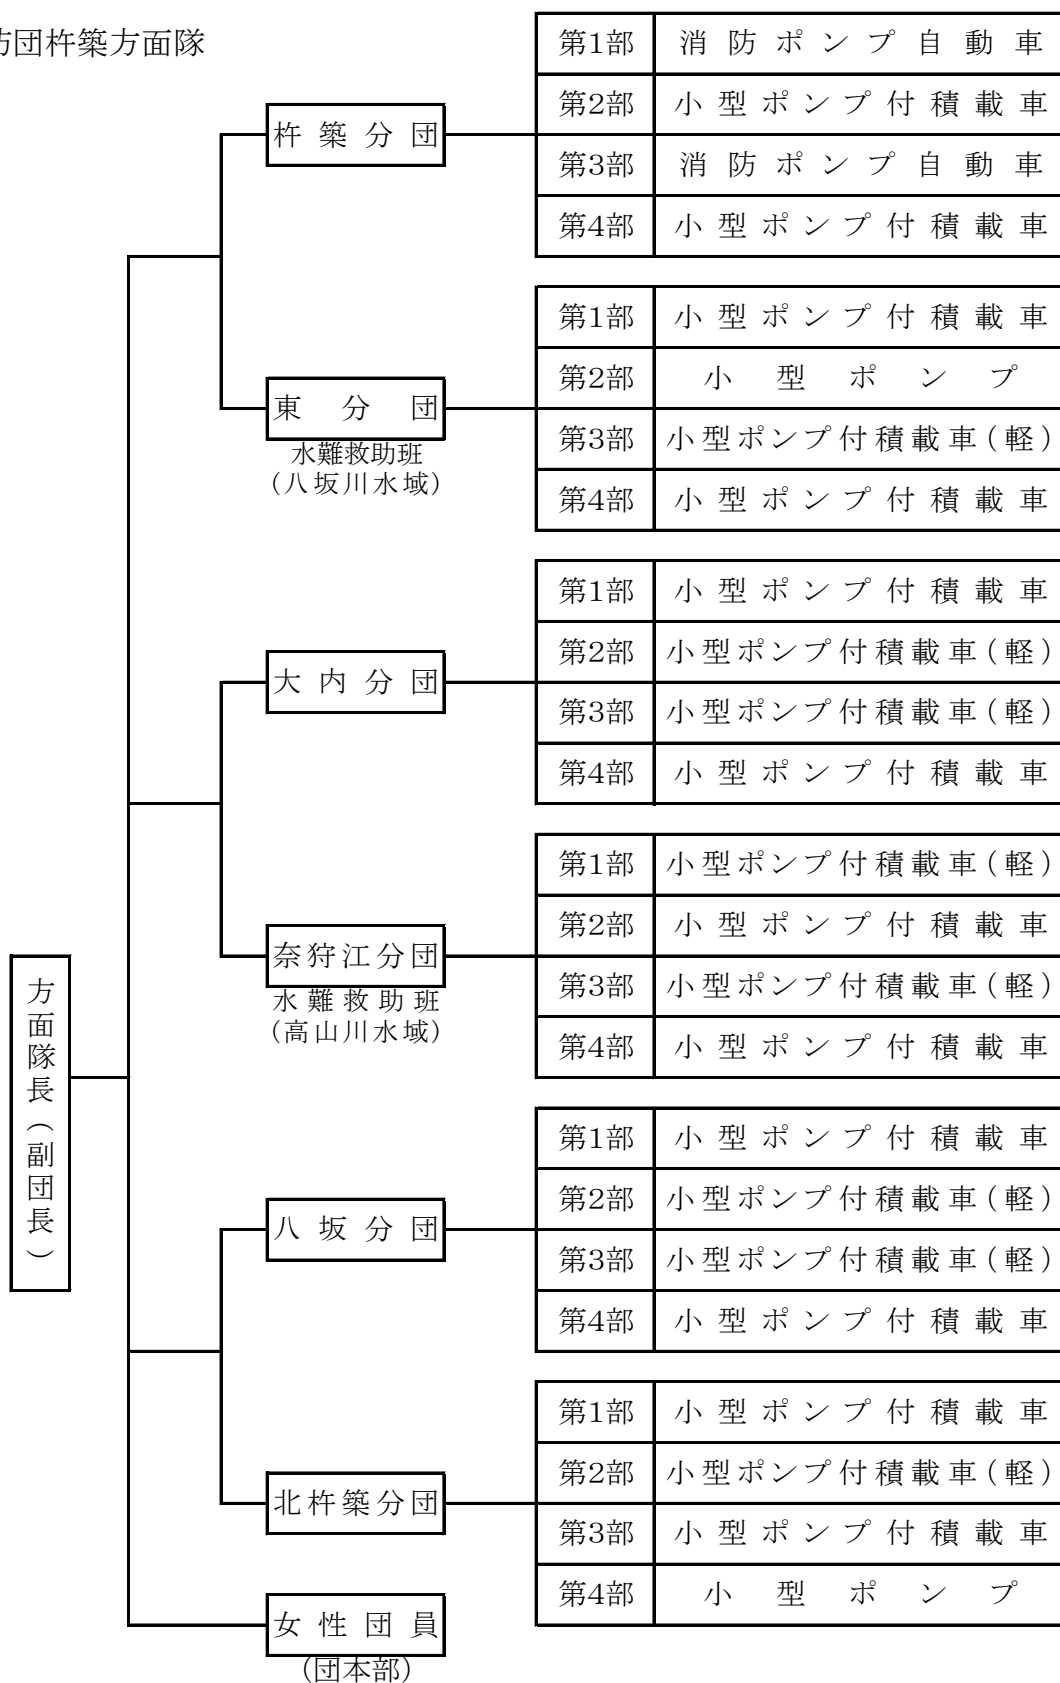 団杵築方面隊
方面隊長（副団長）
杵築分団
第1部 消防ポンプ自動車
第2部 小型ポンプ付積載車
第3部 消防ポンプ自動車
第4部 小型ポンプ付積載車
東分団
水難救助班
(八坂川水域)
第1部 小型ポンプ付積載車
第2部 小型ポンプ
第3部 小型ポンプ付積載車(軽)
第4部 小型ポンプ付積載車
大内分団
第1部 小型ポンプ付積載車
第2部 小型ポンプ付積載車(軽)
第3部 小型ポンプ付積載車(軽)
第4部 小型ポンプ付積載車
奈狩江分団
水難救助班
(高山川水域)
第1部 小型ポンプ付積載車(軽)
第2部 小型ポンプ付積載車
第3部 小型ポンプ付積載車(軽)
第4部 小型ポンプ付積載車
八坂分団
第1部 小型ポンプ付積載車
第2部 小型ポンプ付積載車(軽)
第3部 小型ポンプ付積載車(軽)
第4部 小型ポンプ付積載車
北杵築分団
第1部 小型ポンプ付積載車
第2部 小型ポンプ付積載車(軽)
第3部 小型ポンプ付積載車
第4部 小型ポンプ
女性団員
(団本部)